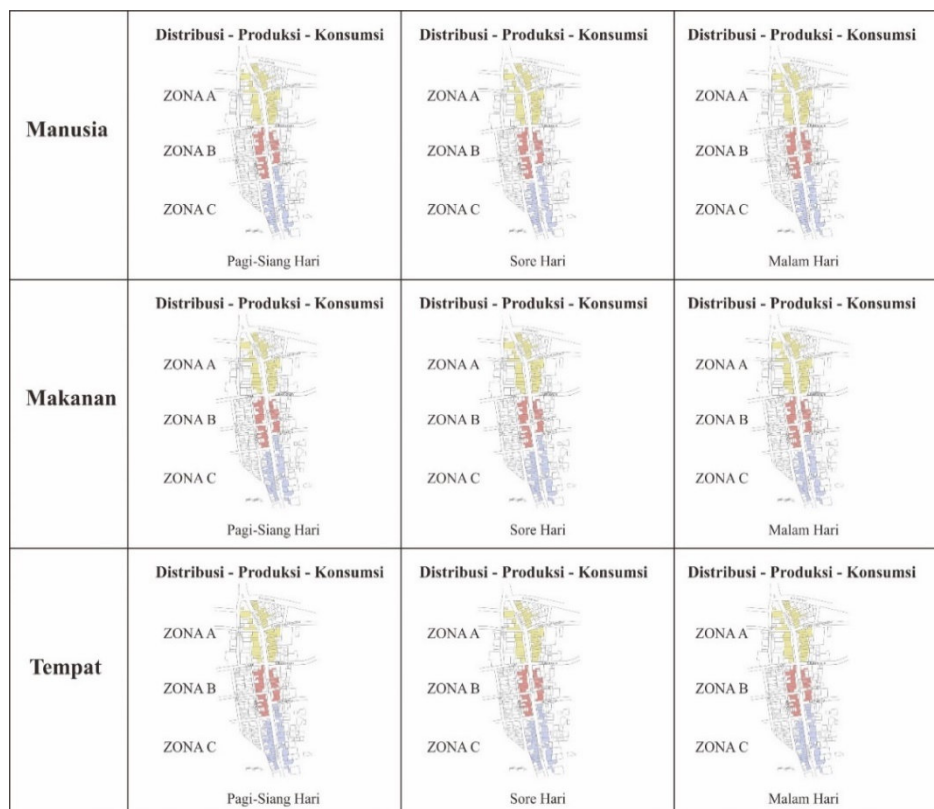 Manusia
Distribusi - Produksi - Konsumsi
ZONA A
ZONA B
ZONA C
Pagi-Siang Hari
Distribusi - Produksi - Konsumsi
ZONA A
ZONA B
ZONA C
Sore Hari
Distribusi - Produksi - Konsumsi
ZONA A
ZONA B
ZONA C
Malam Hari
Makanan
Distribusi - Produksi - Konsumsi
ZONA A
ZONA B
ZONA C
Pagi-Siang Hari
Distribusi - Produksi - Konsumsi
ZONA A
ZONA B
ZONA C
Sore Hari
Distribusi - Produksi - Konsumsi
ZONA A
ZONA B
ZONA C
Malam Hari
Tempat
Distribusi - Produksi - Konsumsi
ZONA A
ZONA B
ZONA C
Pagi-Siang Hari
Distribusi - Produksi - Konsumsi
ZONA A
ZONA B
ZONA C
Sore Hari
Distribusi - Produksi - Konsumsi
ZONA A
ZONA B
ZONA C
Malam Hari